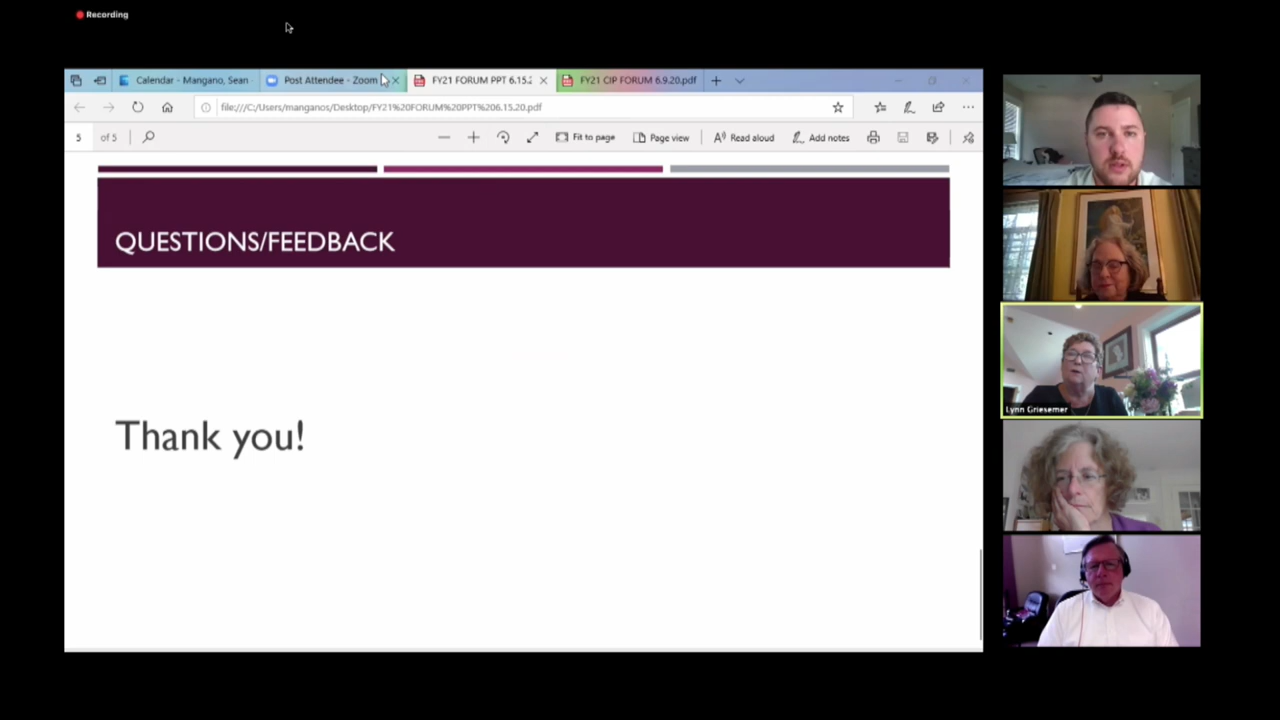 Recording
Calendar - Mangano, Sean
Post Attendee - Zoom
FY21 FORUM PPT 6.15.2
FY21 CIP FORUM 6.9.20.pdf
file:///C:/Users/manganos/Desktop/FY21%20FORUM%20PPT%206.15.20.pdf
5 of 5
Fit to page
Page view
Read aloud
Add notes
QUESTIONS/FEEDBACK
Thank you!
Lynn Griesemer